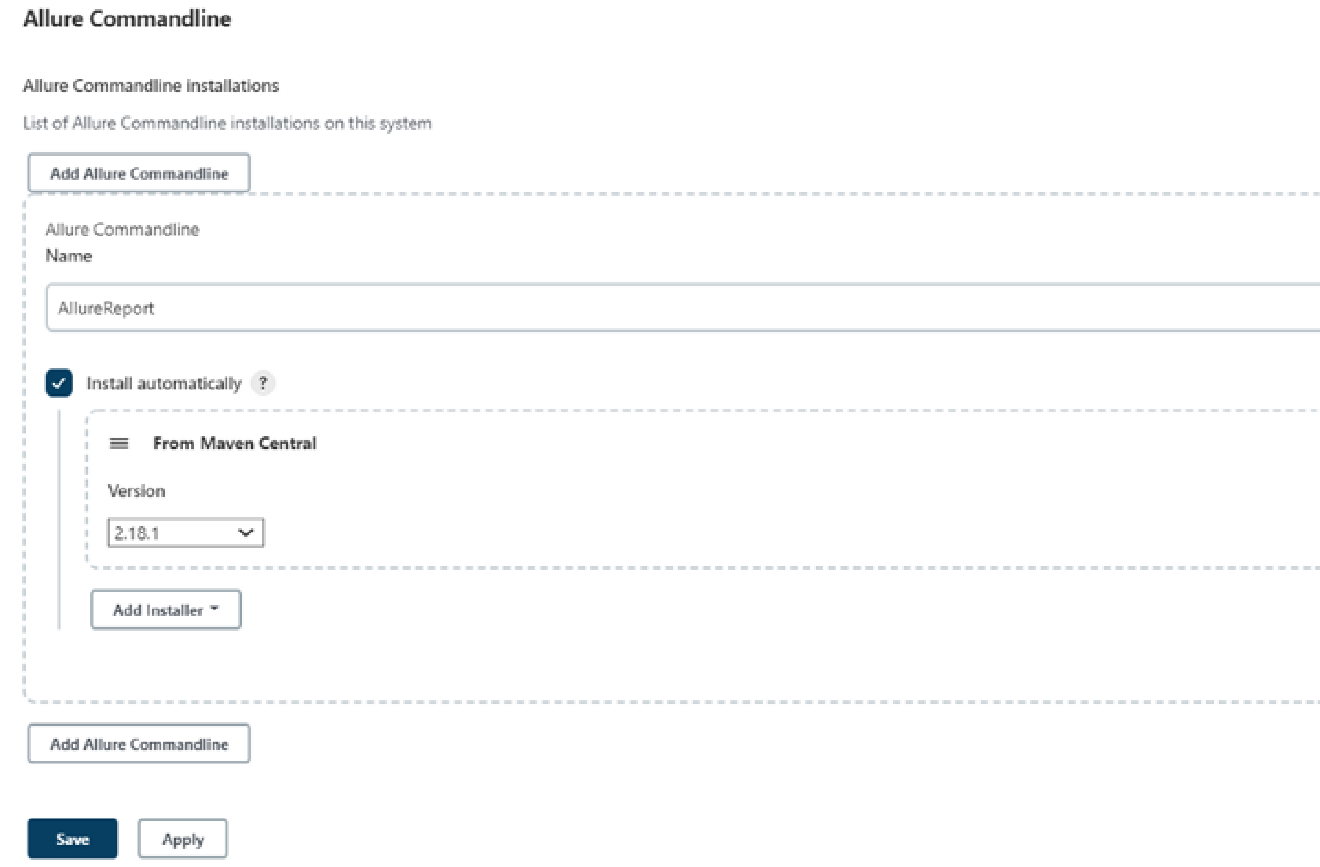 Allure Commandline
Allure Commandline installations
List of Allure Commandline installations on this system
Add Allure Commandline
Allure Commandline
Name
AllureReport
Install automatically ?
From Maven Central
Version
2.18.1
Add Installer
Add Allure Commandline
Save Apply